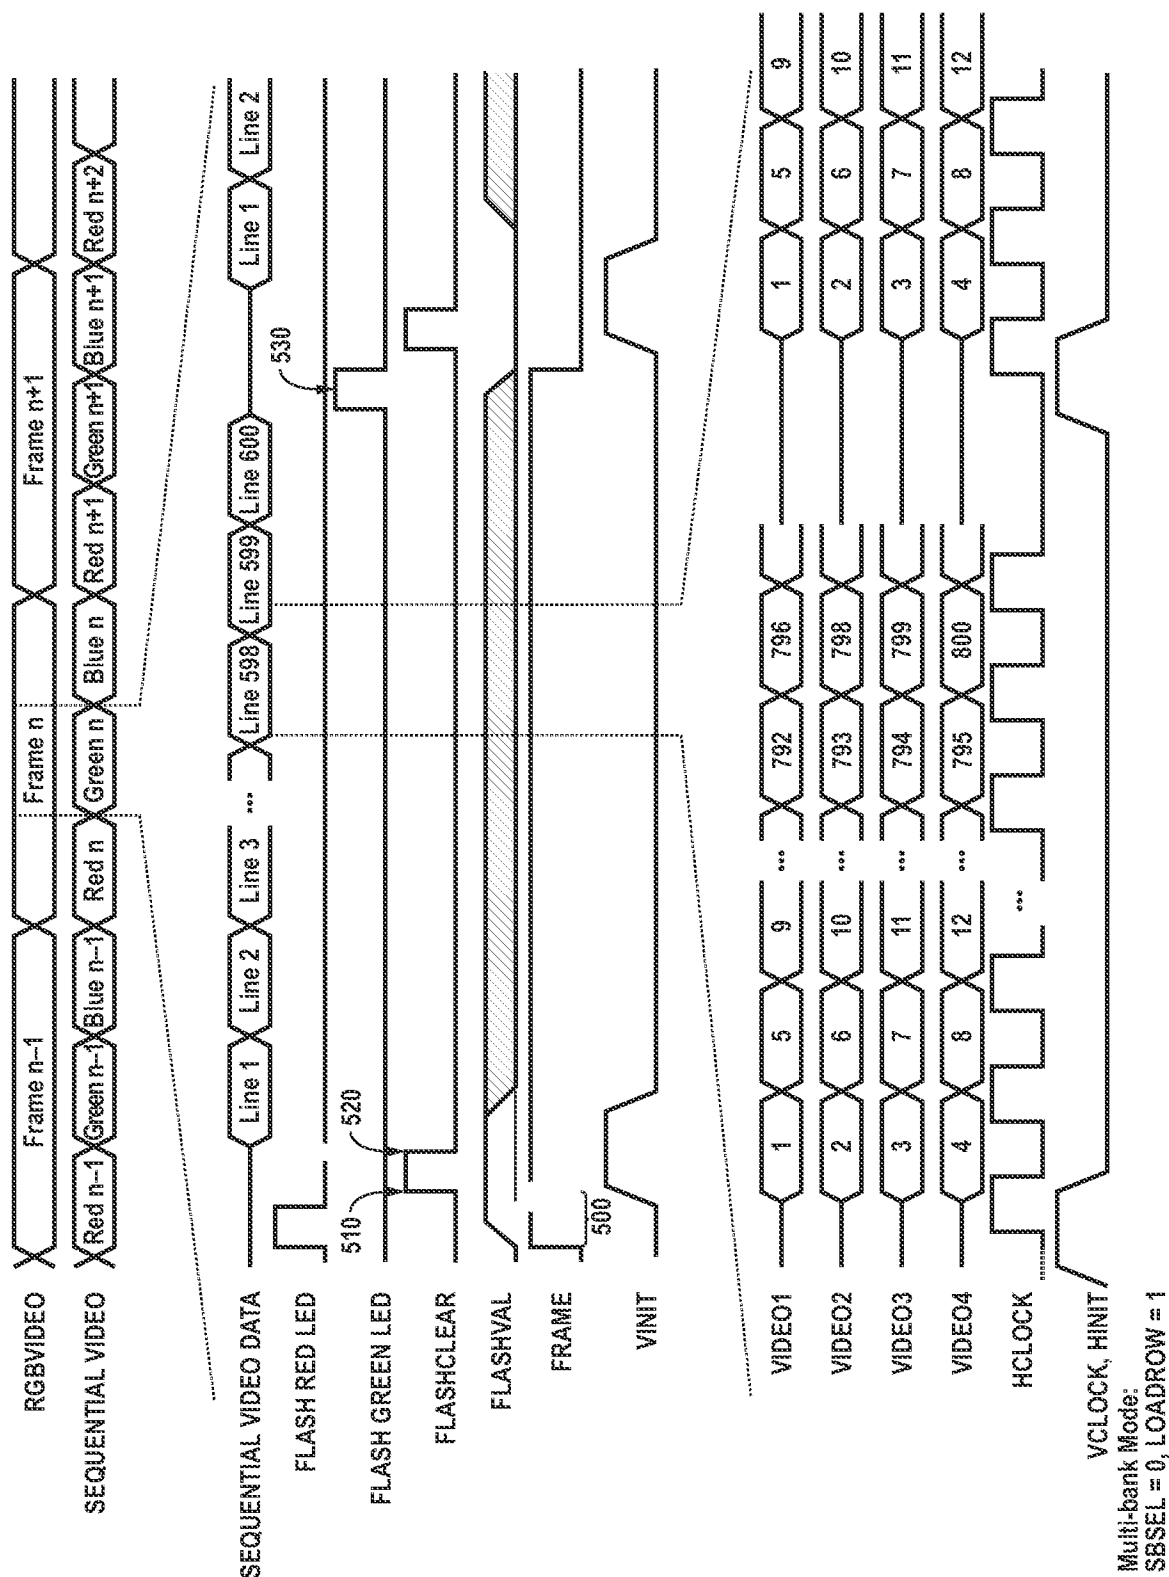 RGBVIDEO Frame n–1 Frame n Frame n+1
SEQUENTIAL VIDEO Red n–1 Green n–1 Blue n–1 Red n Green n Blue n Red n+1 Green n+1 Blue n+1 Red n+2
SEQUENTIAL VIDEO DATA Line 1 Line 2 Line 3 ... Line 598 Line 599 Line 600 Line 1 Line 2
FLASH RED LED 530
FLASH GREEN LED 510 520
FLASHCLEAR
FLASHVAL
FRAME 500
VINIT
VIDEO1 1 5 9 ... 792 796 1 5 9
VIDEO2 2 6 10 ... 793 798 2 6 10
VIDEO3 3 7 11 ... 794 799 3 7 11
VIDEO4 4 8 12 ... 795 800 4 8 12
HCLOCK ...
VCLOCK, HINIT
Multi-bank Mode:
SBSEL = 0, LOADROW = 1